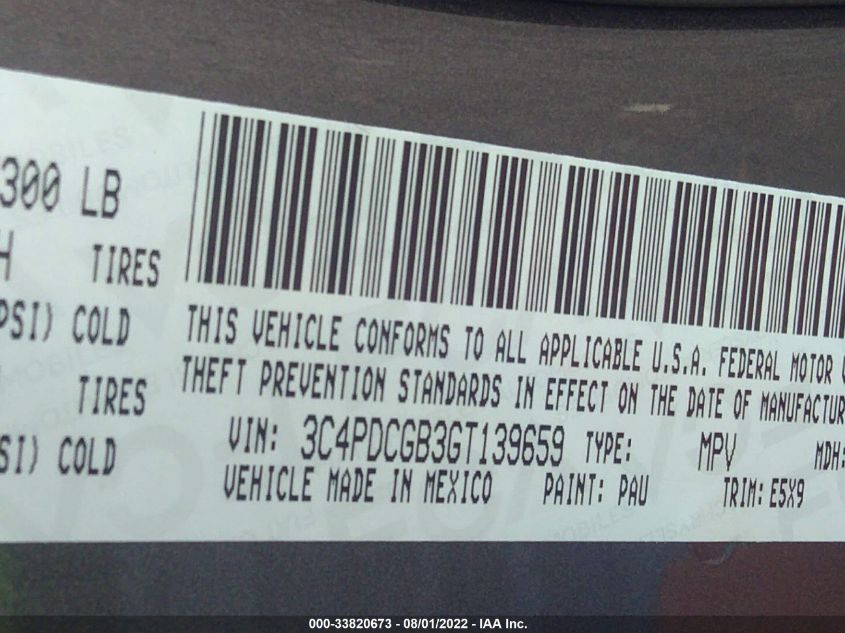 300 LB
H TIRES
PSI) COLD
TIRES
SI) COLD
THIS VEHICLE CONFORMS TO ALL APPLICABLE U.S.A. FEDERAL MOTOR
THEFT PREVENTION STANDARDS IN EFFECT ON THE DATE OF MANUFACTUR
VIN: 3C4PDCGB3GT139659 TYPE: MPV MDH:
VEHICLE MADE IN MEXICO PAINT: PAU TRIM: E5X9
000-33820673 - 08/01/2022 - IAA Inc.